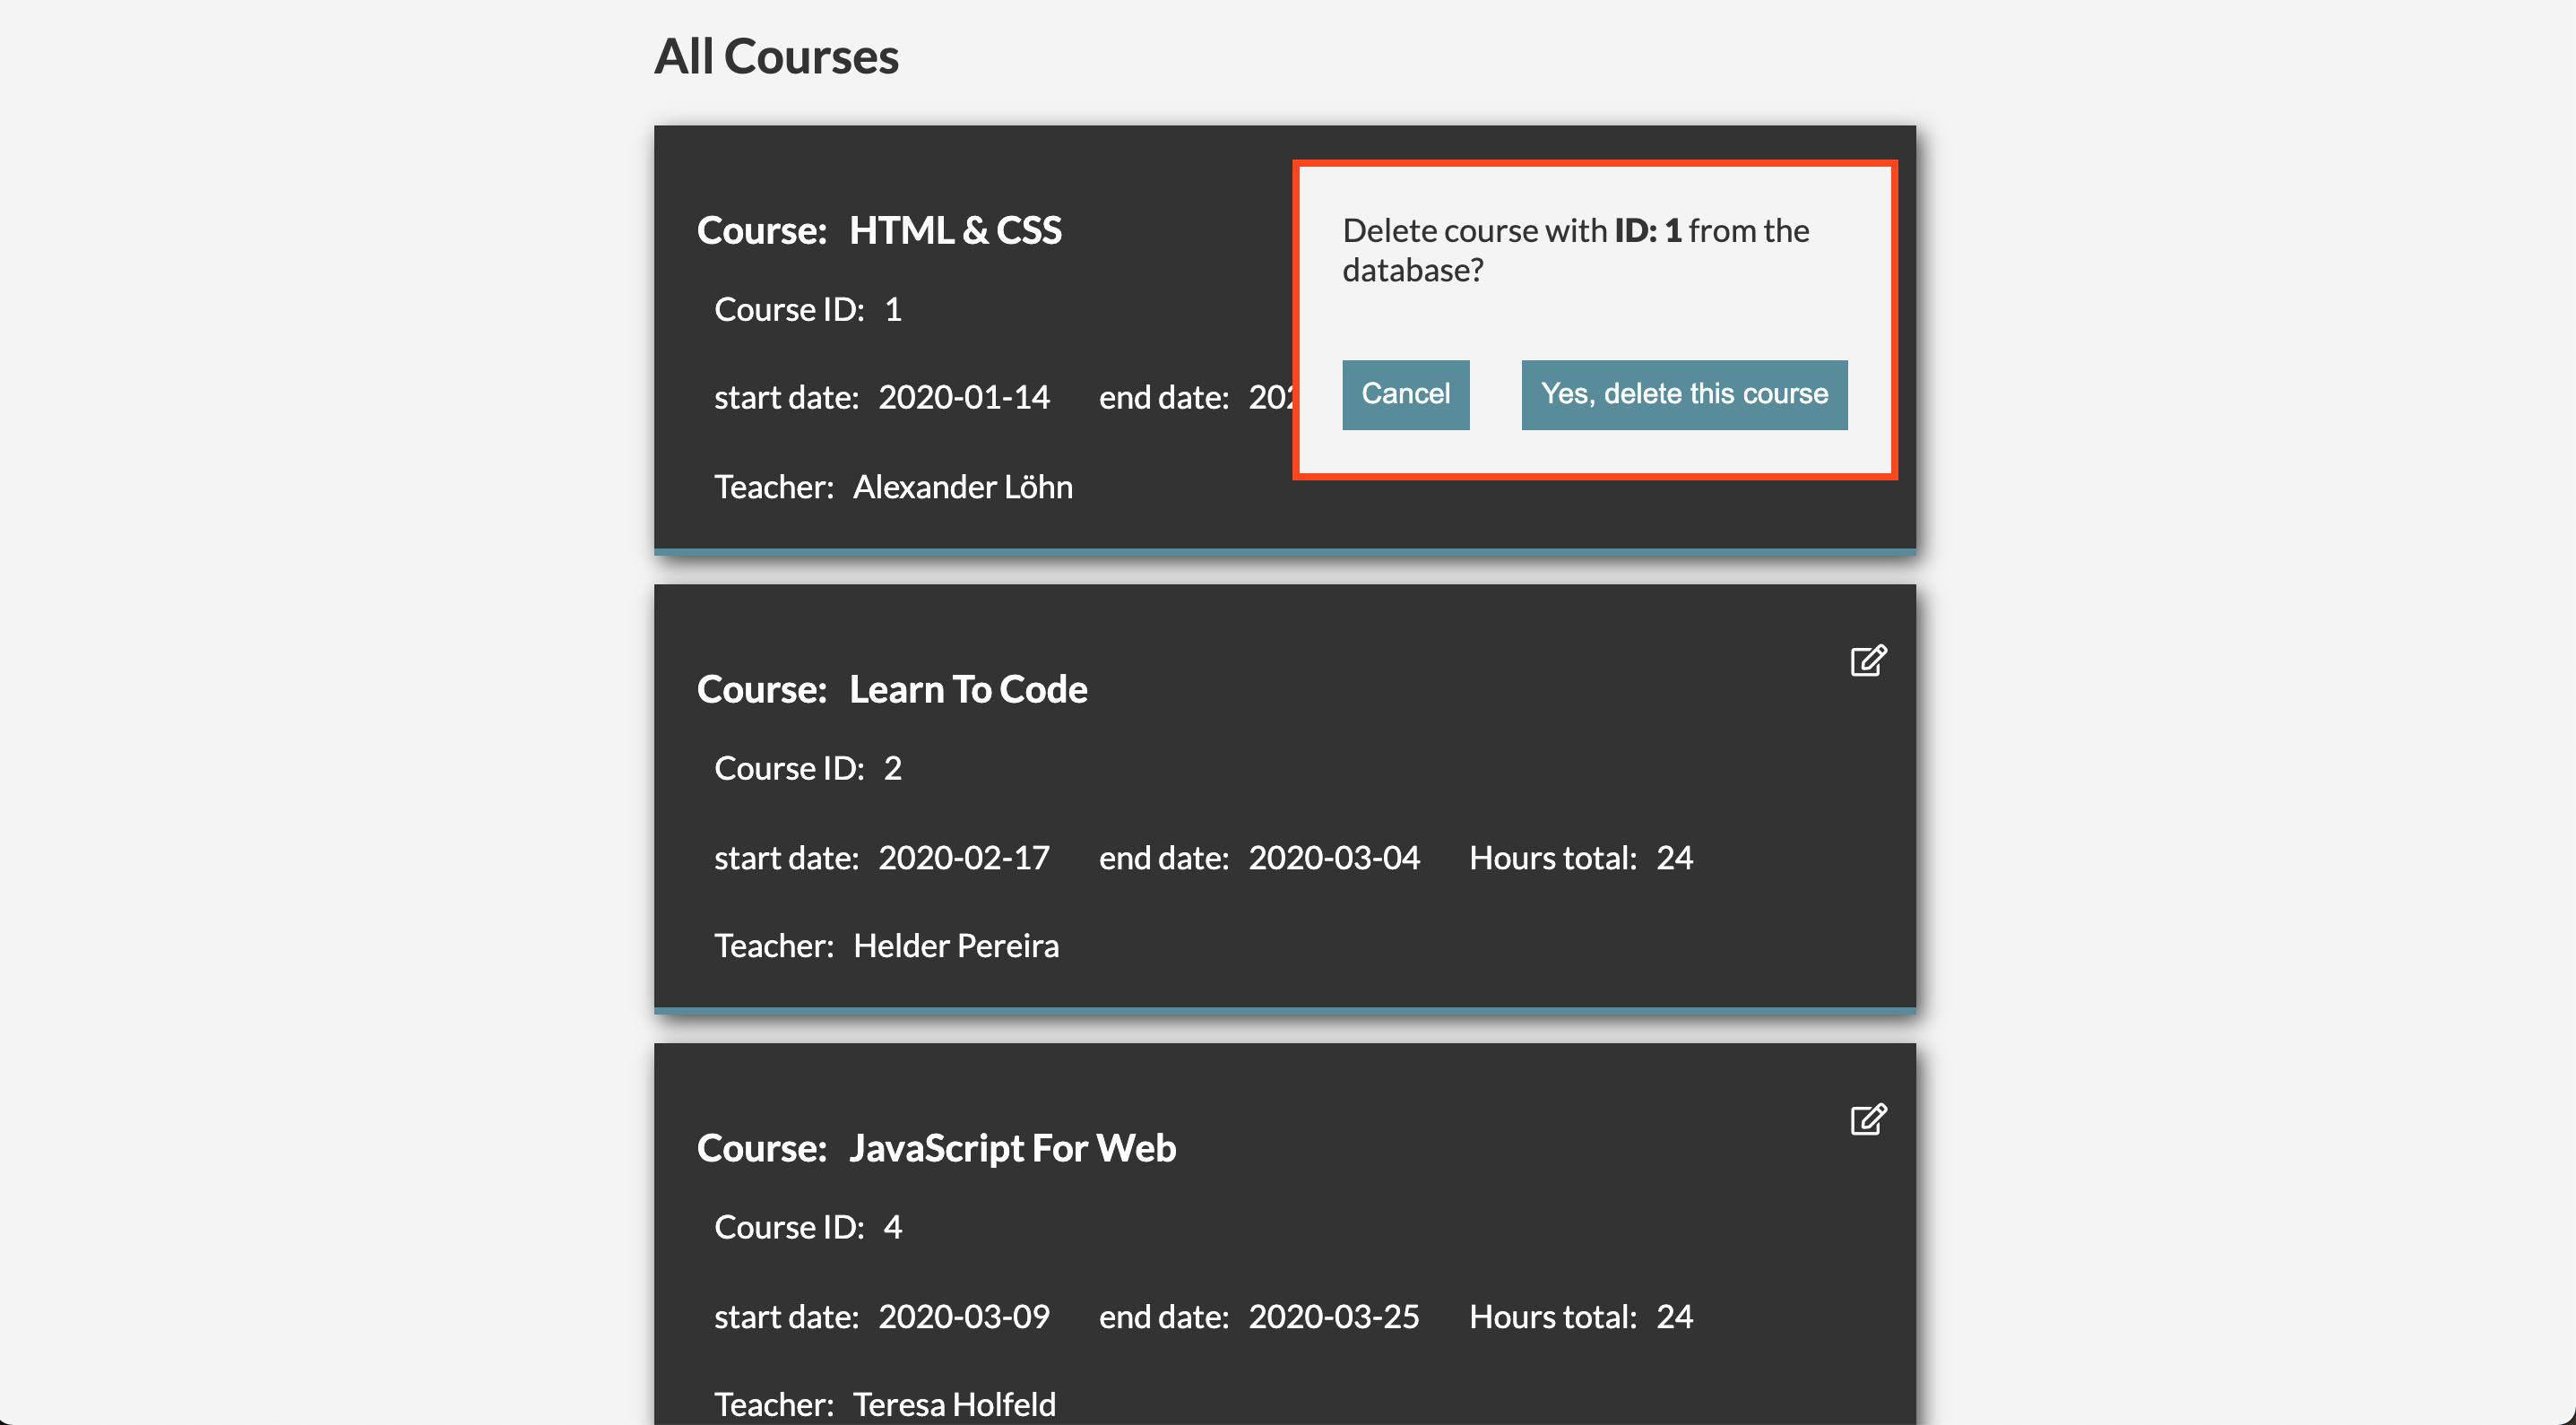 All Courses
Course: HTML & CSS
Course ID: 1
start date: 2020-01-14 end date:
Teacher: Alexander Löhn
Delete course with ID: 1 from the
database?
Cancel Yes, delete this course
Course: Learn To Code
Course ID: 2
start date: 2020-02-17 end date: 2020-03-04 Hours total: 24
Teacher: Helder Pereira
Course: JavaScript For Web
Course ID: 4
start date: 2020-03-09 end date: 2020-03-25 Hours total: 24
Teacher: Teresa Holfeld